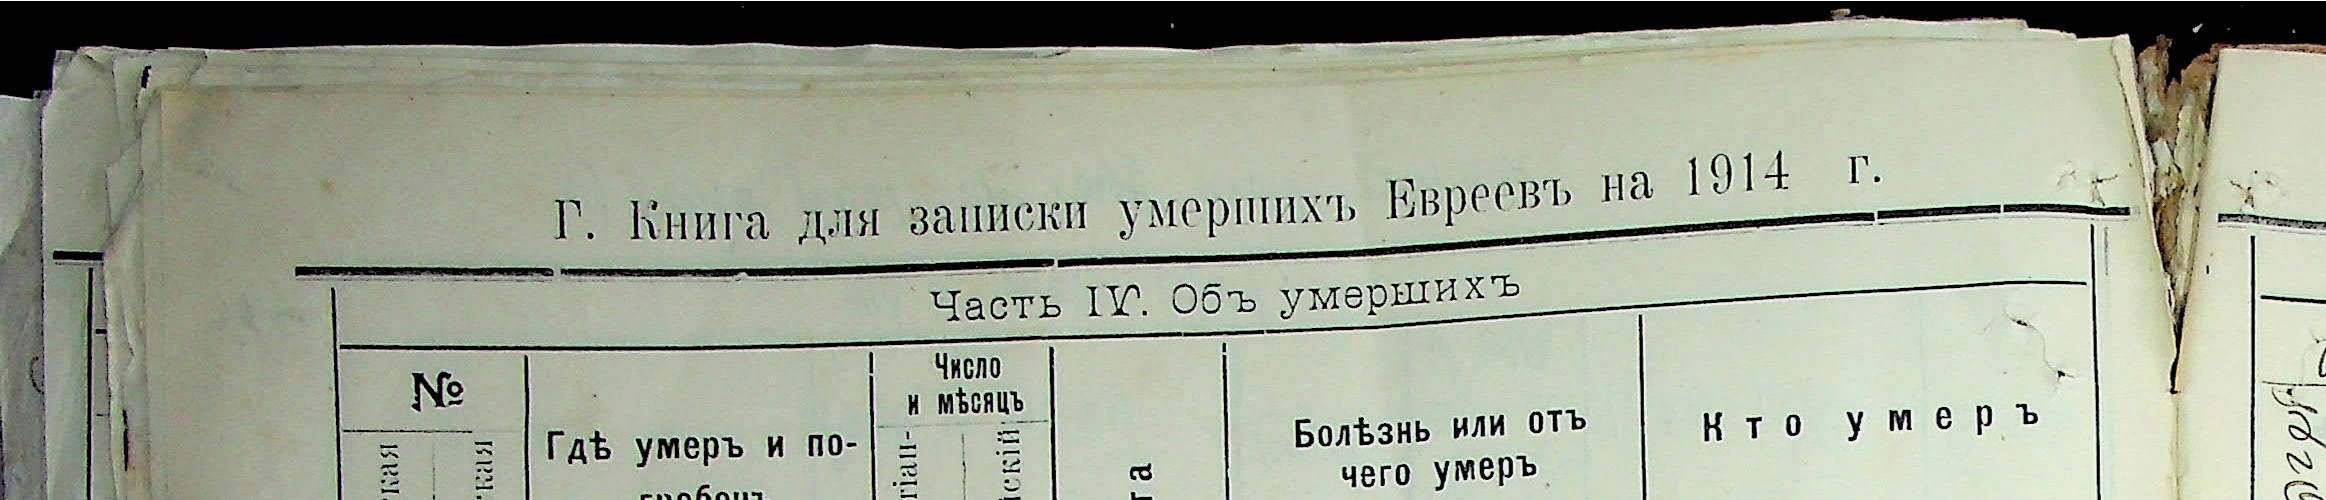 Г. Книга для записки умершихъ Евреевъ на 1914 г.
Часть IV. Объ умершихъ
№
Гдѣ умеръ и по-
Число
и мѣсяцъ
Болѣзнь или отъ
чего умеръ
Кто умеръ